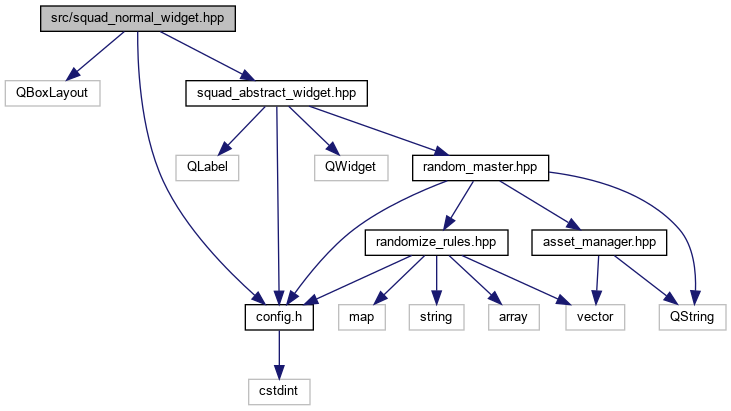 src/squad_normal_widget.hpp
QBoxLayout
squad_abstract_widget.hpp
QLabel
QWidget
random_master.hpp
randomize_rules.hpp
asset_manager.hpp
config.h
map
string
array
vector
QString
cstdint